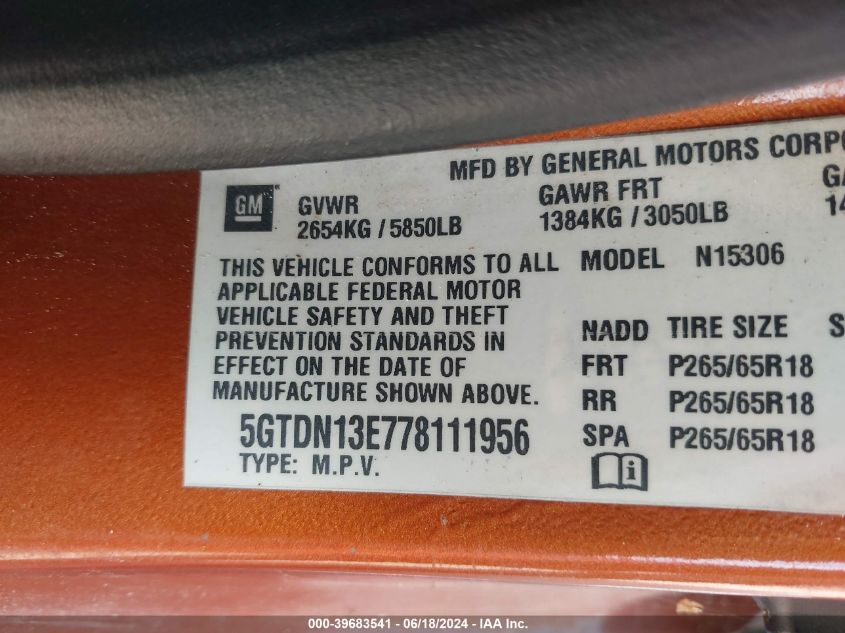 MFD BY GENERAL MOTORS CORPO
GM
GVWR
2654KG / 5850LB
GAWR FRT
1384KG / 3050LB
GA
14
THIS VEHICLE CONFORMS TO ALL
APPLICABLE FEDERAL MOTOR
VEHICLE SAFETY AND THEFT
PREVENTION STANDARDS IN
EFFECT ON THE DATE OF
MANUFACTURE SHOWN ABOVE.
5GTDN13E778111956
TYPE: M.P.V.
MODEL N15306
NADD TIRE SIZE S
FRT P265/65R18
RR P265/65R18
SPA P265/65R18
i
000-39683541 / 06/18/2024 / IAA Inc.